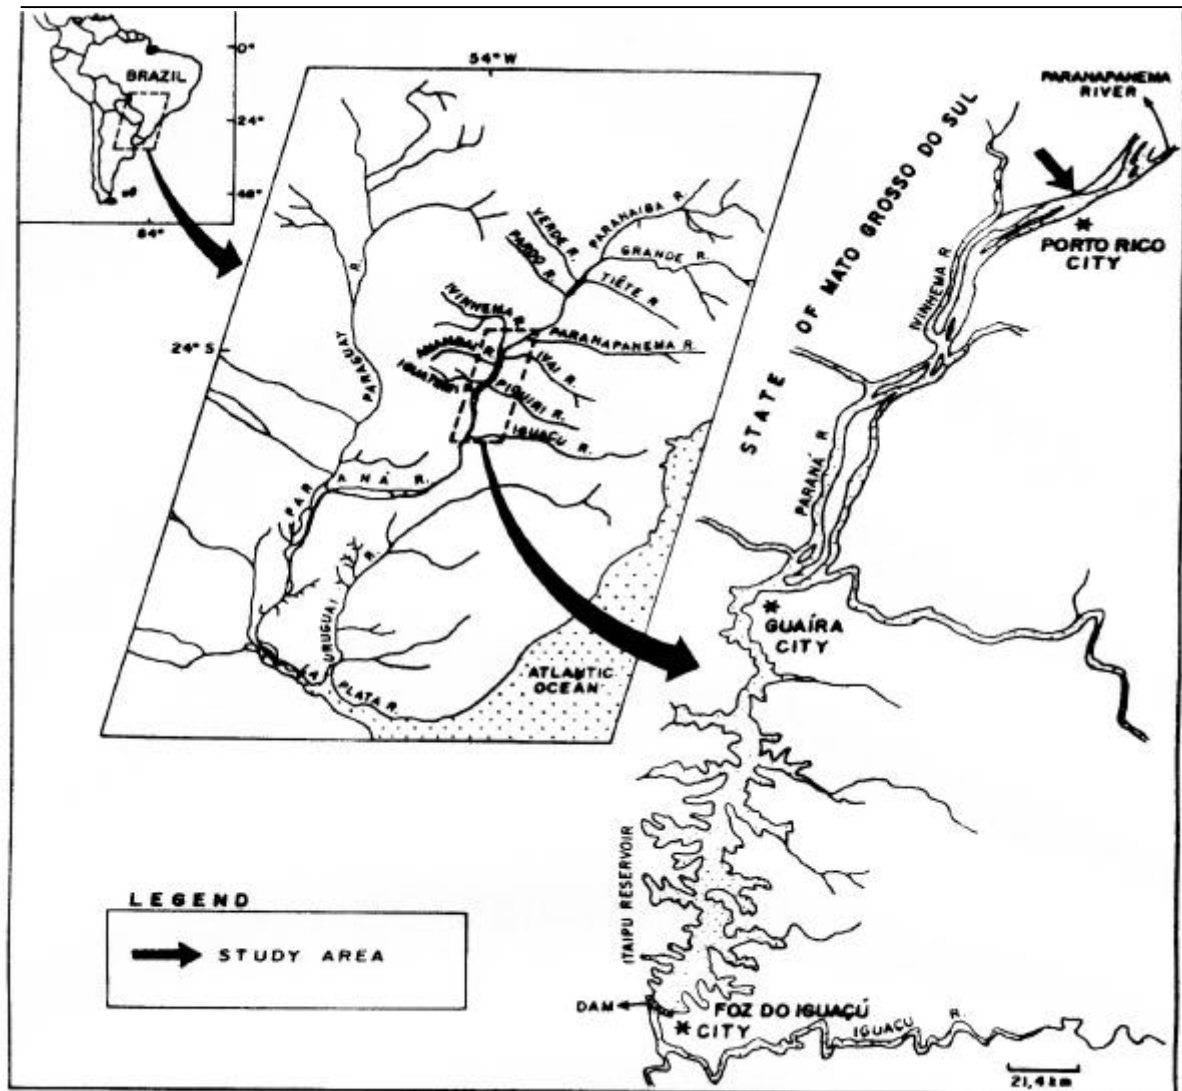 BRAZIL
0°
24°
48°
64°
54° W
24° S
PARAGUAY R.
VERDE R.
PARDO R.
PARANAIBA R.
GRANDE R.
TIÊTE R
IVINHEMA R.
PARANAPANEMA R.
IVAI R.
PIQUIRI R.
IGUAÇU R.
PARANÁ R.
URUGUAI R.
PLATA R.
ATLANTIC
OCEAN
STATE OF MATO GROSSO DO SUL
PARANAPANEMA
RIVER
PORTO RICO
CITY
IVINHEMA R
PARANÁ R
GUAÍRA
CITY
ITAIPU RESERVOIR
DAM
FOZ DO IGUAÇÚ
CITY
IGUAÇU R.
21,4 km
LEGEND
STUDY AREA